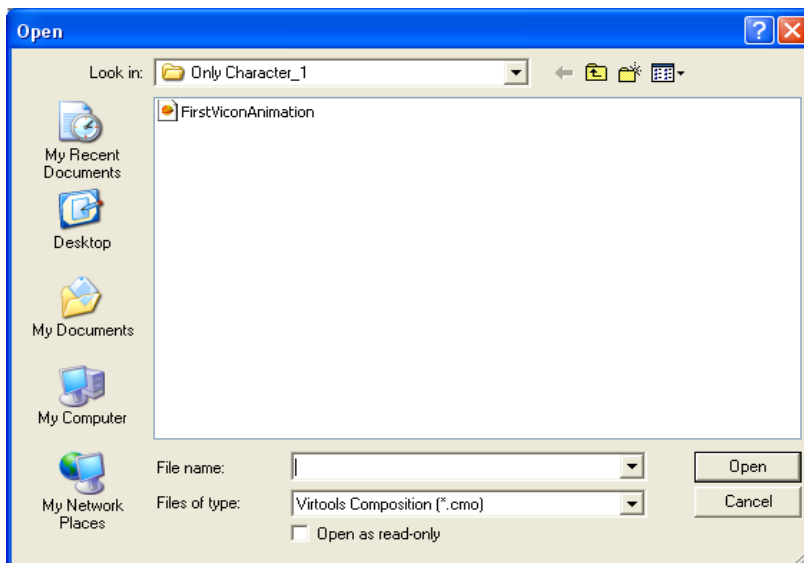 Open
Look in:
Only Character_1
FirstViconAnimation
My Recent
Documents
Desktop
My Documents
My Computer
My Network
Places
File name:
Open
Files of type:
Virtools Composition (*.cmo)
Cancel
Open as read-only